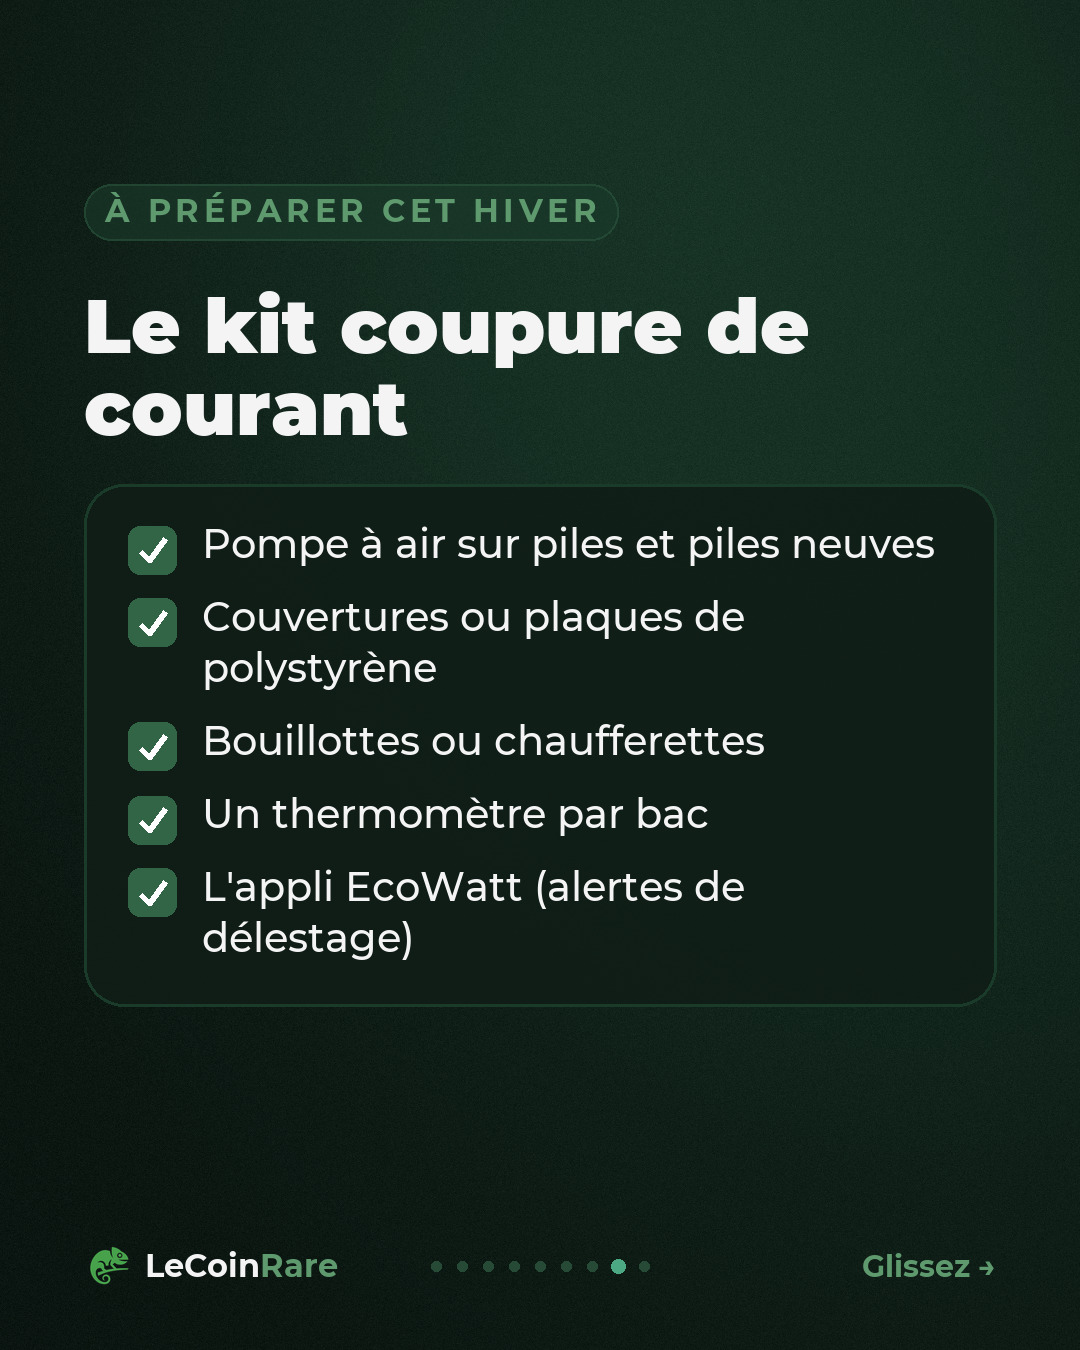 À PRÉPARER CET HIVER
Le kit coupure de
courant
Pompe à air sur piles et piles neuves
Couvertures ou plaques de
polystyrène
Bouillottes ou chaufferettes
Un thermomètre par bac
L'appli EcoWatt (alertes de
délestage)
LeCoinRare
Glissez →